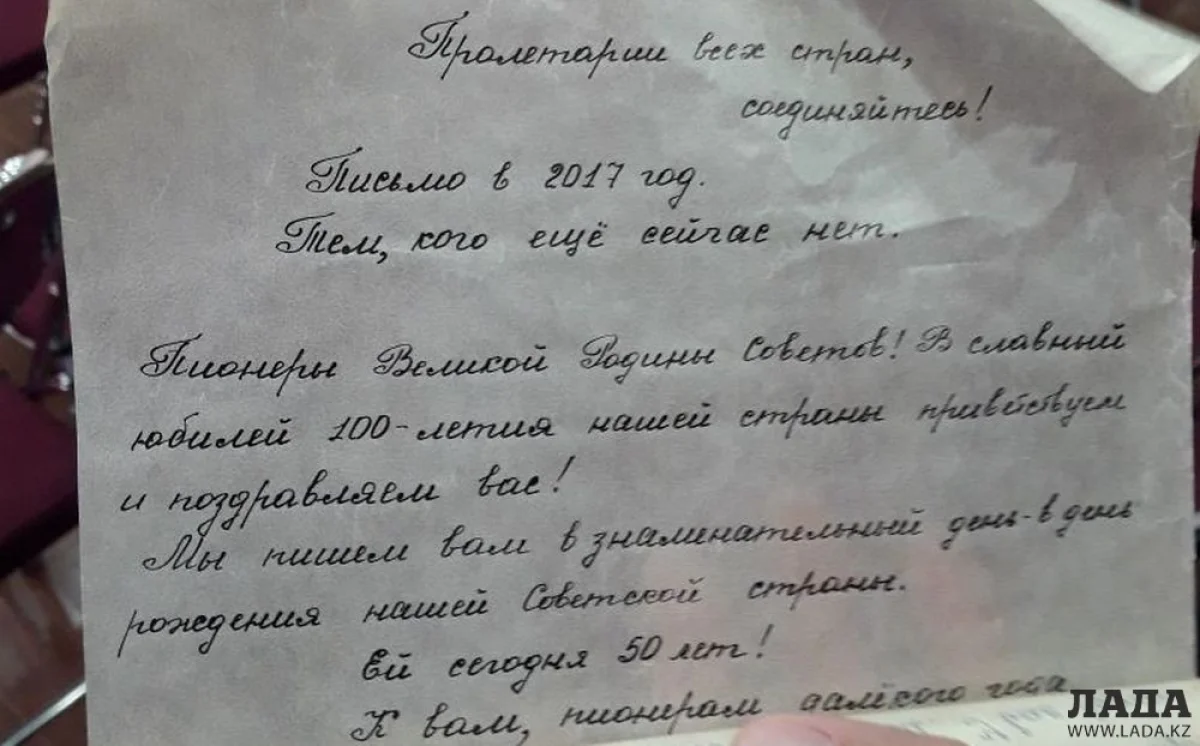 Пролетарии всех стран,
соединяйтесь!
Письмо в 2017 год.
Тем, кого ещё сейчас нет.
Пионеры Великой Родины Советов! В славный
юбилей 100-летия нашей страны приветствуем
и поздравляем вас!
Мы пишем вам в знаменательный день - в день
рождения нашей Советской страны.
Ей сегодня 50 лет!
К вам, пионерам далёкого года
ЛАДА
WWW.LADA.KZ